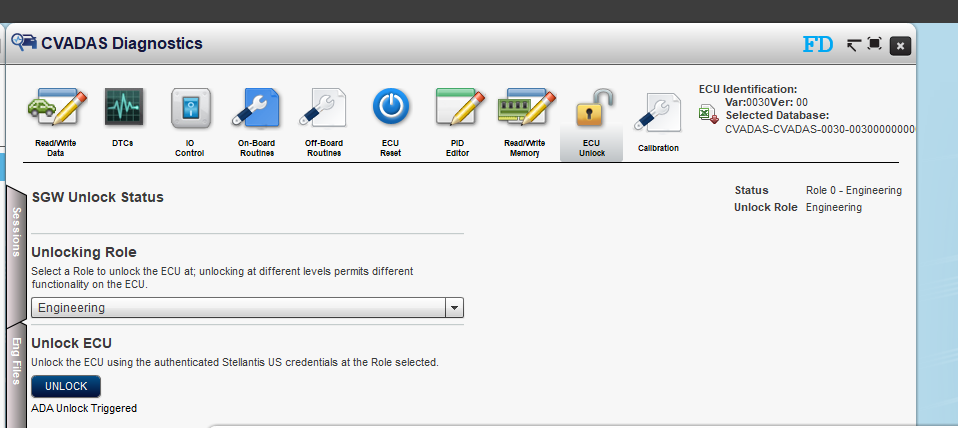 CVADAS Diagnostics
FD
Read/Write
Data
DTCs
IO
Control
On-Board
Routines
Off-Board
Routines
ECU
Reset
PID
Editor
Read/Write
Memory
ECU
Unlock
Calibration
ECU Identification:
Var:0030Ver: 00
Selected Database:
CVADAS-CVADAS-0030-00300000000
Sessions
Eng Files
SGW Unlock Status
Status Role 0 - Engineering
Unlock Role Engineering
Unlocking Role
Select a Role to unlock the ECU at; unlocking at different levels permits different
functionality on the ECU.
Engineering
Unlock ECU
Unlock the ECU using the authenticated Stellantis US credentials at the Role selected.
UNLOCK
ADA Unlock Triggered